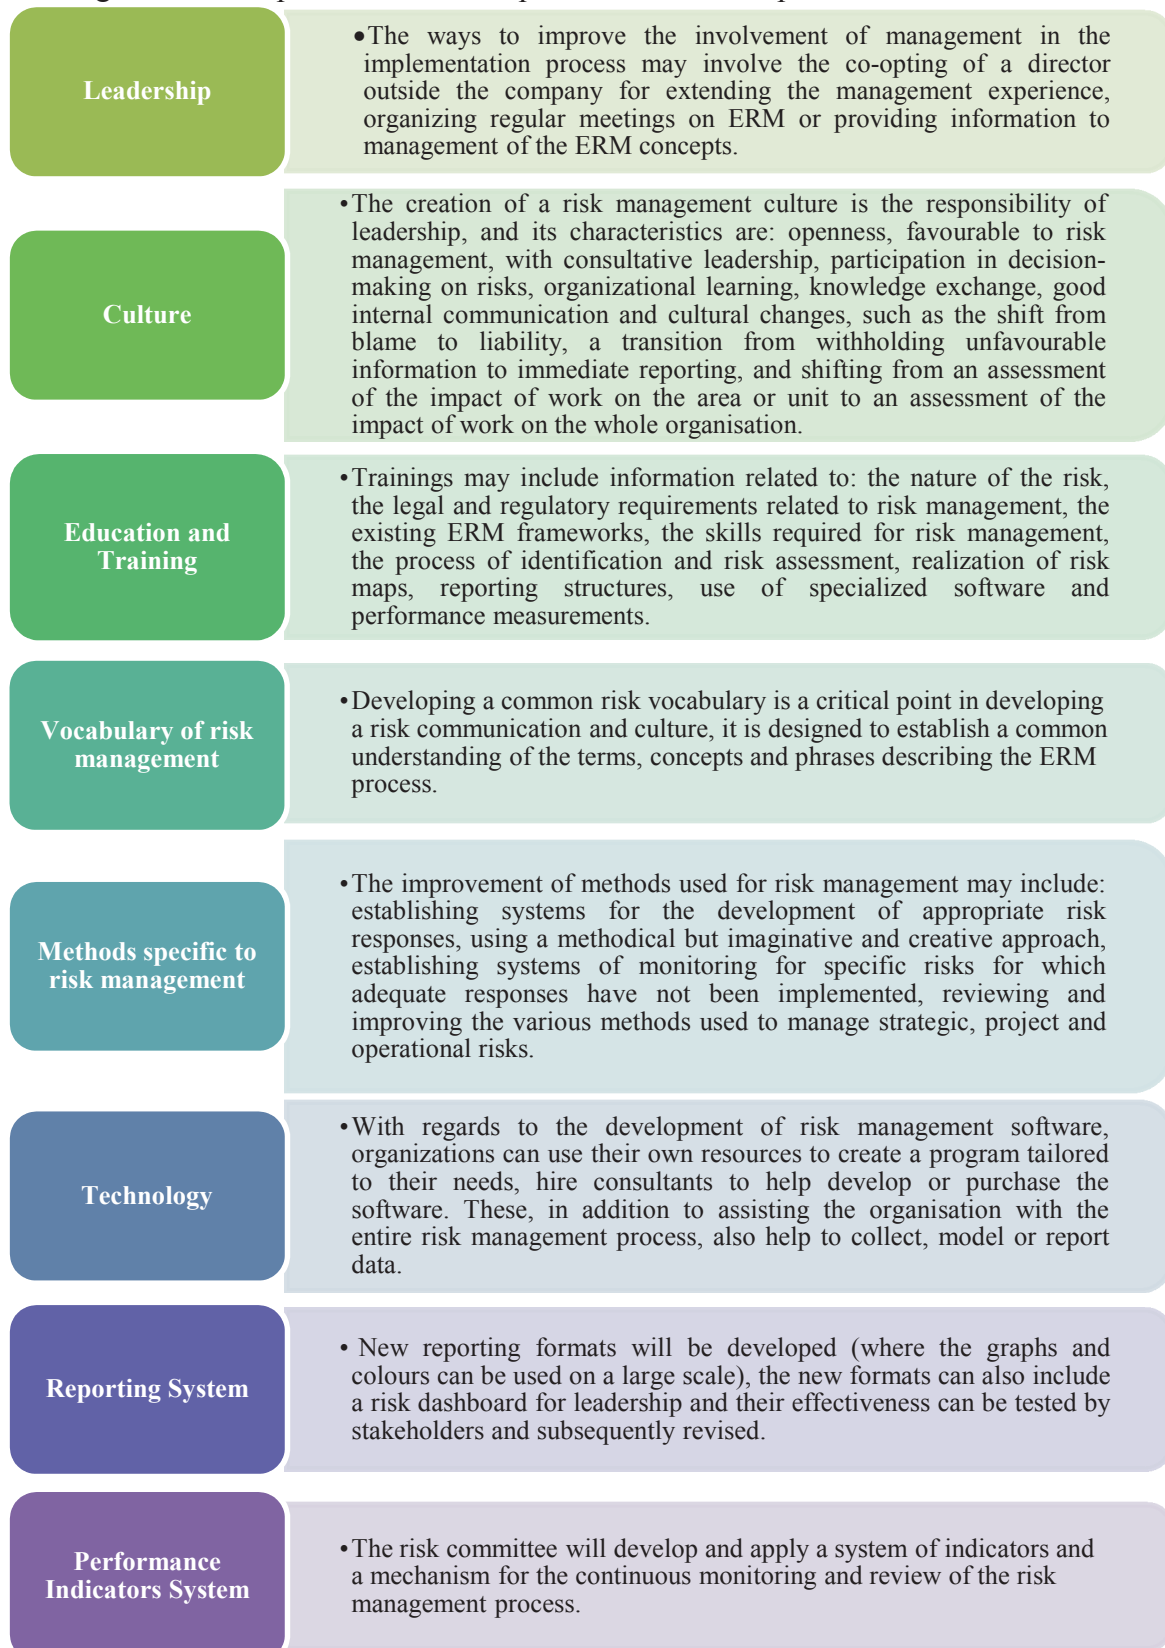 Leadership
•The ways to improve the involvement of management in the
implementation process may involve the co-opting of a director
outside the company for extending the management experience,
organizing regular meetings on ERM or providing information to
management of the ERM concepts.
Culture
•The creation of a risk management culture is the responsibility of
leadership, and its characteristics are: openness, favourable to risk
management, with consultative leadership, participation in decision-
making on risks, organizational learning, knowledge exchange, good
internal communication and cultural changes, such as the shift from
blame to liability, a transition from withholding unfavourable
information to immediate reporting, and shifting from an assessment
of the impact of work on the area or unit to an assessment of the
impact of work on the whole organisation.
Education and
Training
•Trainings may include information related to: the nature of the risk,
the legal and regulatory requirements related to risk management, the
existing ERM frameworks, the skills required for risk management,
the process of identification and risk assessment, realization of risk
maps, reporting structures, use of specialized software and
performance measurements.
Vocabulary of risk
management
•Developing a common risk vocabulary is a critical point in developing
a risk communication and culture, it is designed to establish a common
understanding of the terms, concepts and phrases describing the ERM
process.
Methods specific to
risk management
•The improvement of methods used for risk management may include:
establishing systems for the development of appropriate risk
responses, using a methodical but imaginative and creative approach,
establishing systems of monitoring for specific risks for which
adequate responses have not been implemented, reviewing and
improving the various methods used to manage strategic, project and
operational risks.
Technology
•With regards to the development of risk management software,
organizations can use their own resources to create a program tailored
to their needs, hire consultants to help develop or purchase the
software. These, in addition to assisting the organisation with the
entire risk management process, also help to collect, model or report
data.
Reporting System
• New reporting formats will be developed (where the graphs and
colours can be used on a large scale), the new formats can also include
a risk dashboard for leadership and their effectiveness can be tested by
stakeholders and subsequently revised.
Performance
Indicators System
•The risk committee will develop and apply a system of indicators and
a mechanism for the continuous monitoring and review of the risk
management process.